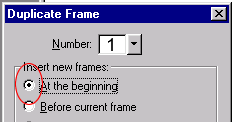 Duplicate Frame
Number: 1
Insert new frames:
At the beginning
Before current frame